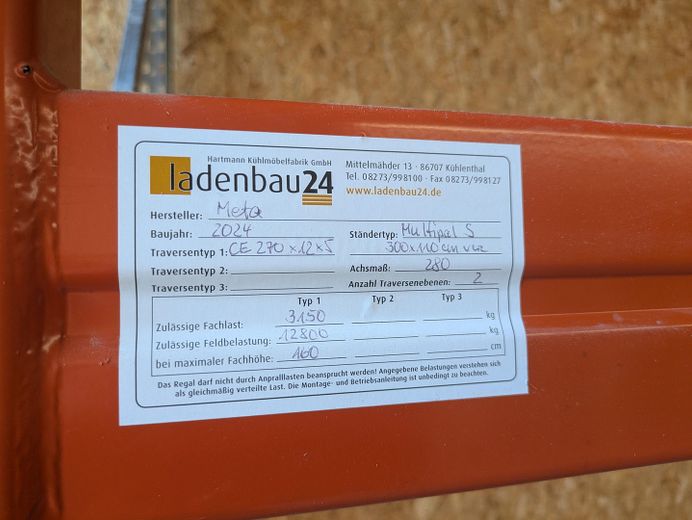 Hartmann Kühlmöbelfabrik GmbH
ladenbau24
Mittelmähder 13 · 86707 Kühlenthal
Tel. 08273/998100 · Fax 08273/998127
www.ladenbau24.de
Hersteller: Meta
Baujahr: 2024
Ständertyp: Multipal S
300x110cm vwz
Traversentyp 1: CE 270 x 12 x 5
Traversentyp 2:
Achsmaß: 280
Traversentyp 3:
Anzahl Traversenebenen: 2
Typ 1 Typ 2 Typ 3
Zulässige Fachlast: 3150 kg
Zulässige Feldbelastung: 12800 kg
bei maximaler Fachhöhe: 160 cm
Das Regal darf nicht durch Anpralllasten beansprucht werden! Angegebene Belastungen verstehen sich
als gleichmäßig verteilte Last. Die Montage- und Betriebsanleitung ist unbedingt zu beachten.